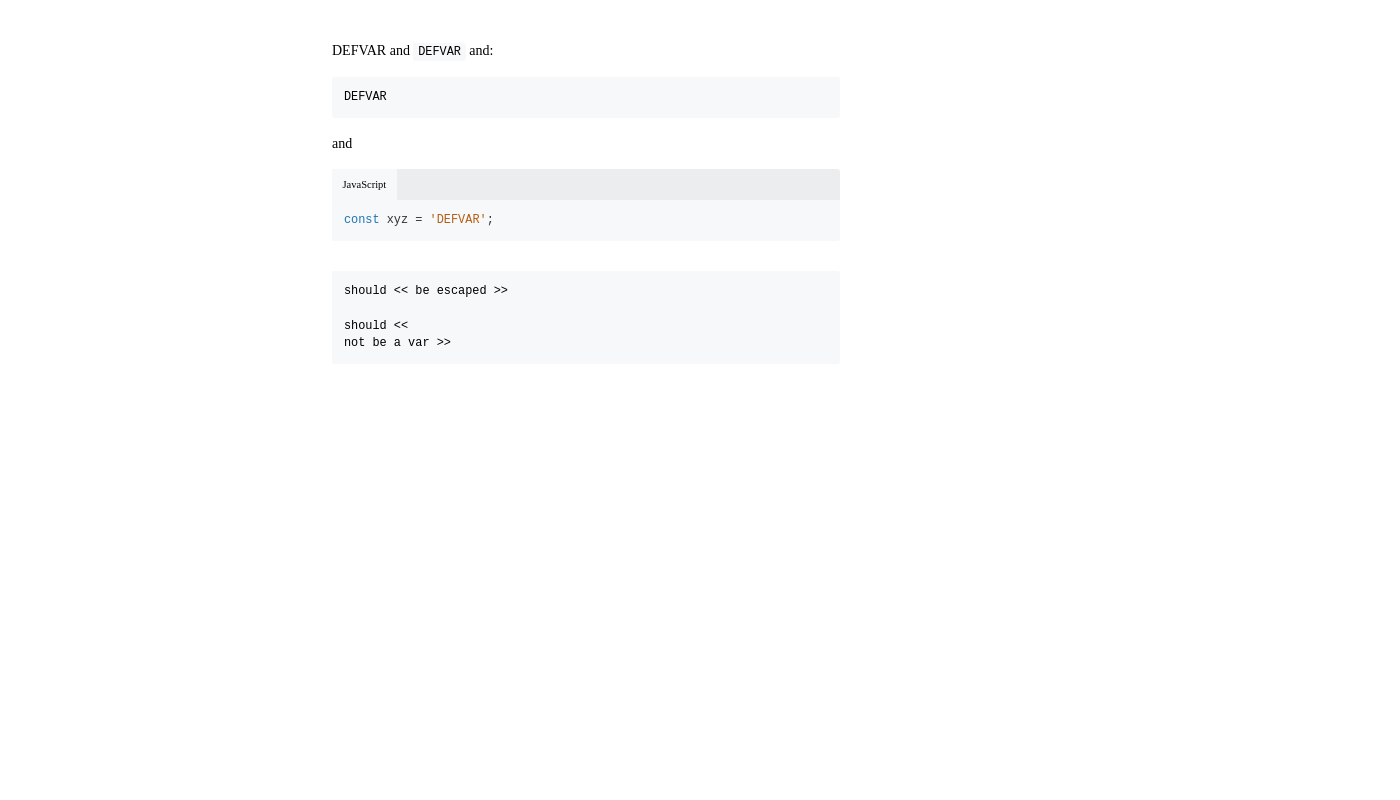 DEFVAR and DEFVAR and:
DEFVAR
and
JavaScript
const xyz = 'DEFVAR';
should << be escaped >>
should <<
not be a var >>